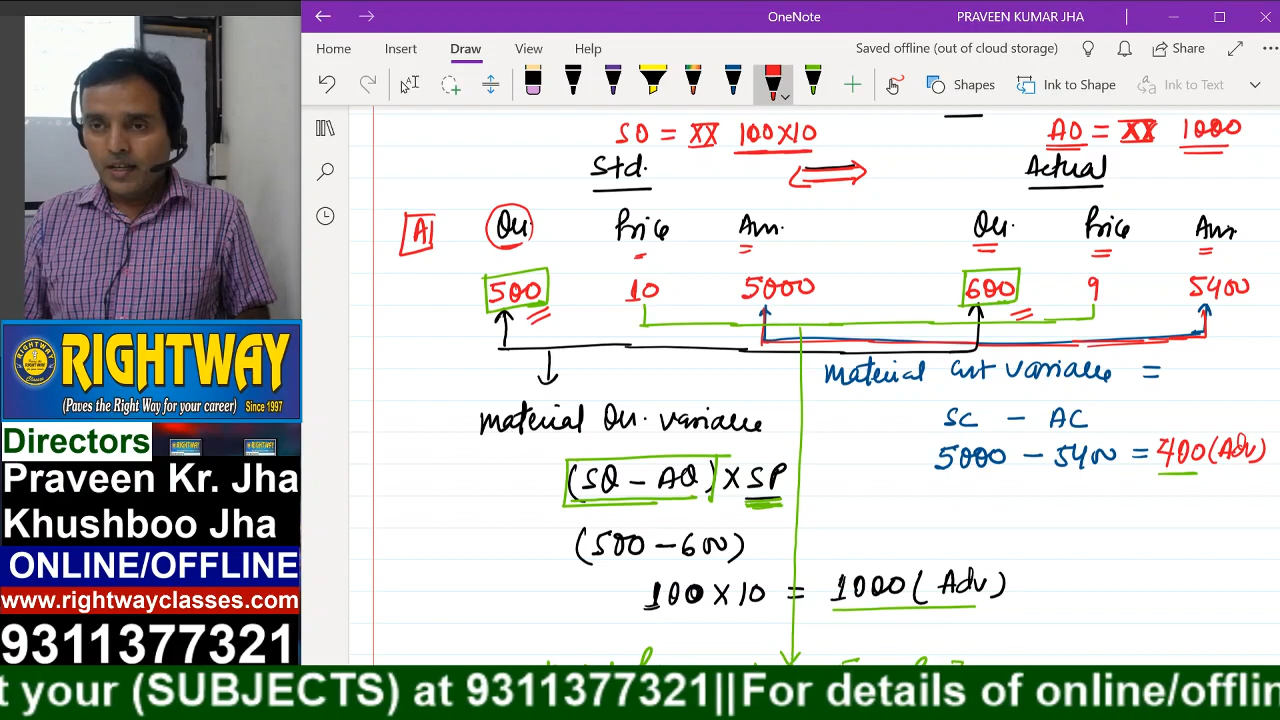 OneNote
PRAVEEN KUMAR JHA
Home Insert Draw View Help
Saved offline (out of cloud storage)
Share
Shapes Ink to Shape Ink to Text
SO = XX 100×10
AO = XX 1000
Std. Actual
A Qu. Price Am. Qu. Price Am.
500 10 5000 600 9 5400
material cost variance =
SC - AC
5000 - 5400 = 400 (Adv)
material Qu. variance
(SQ - AQ) × SP
(500 - 600)
100 × 10 = 1000 (Adv)
RIGHTWAY
(Paves the Right Way for your career) Since 1997
Directors
Praveen Kr. Jha
Khushboo Jha
ONLINE/OFFLINE
www.rightwayclasses.com
9311377321
t your (SUBJECTS) at 9311377321||For details of online/offlin